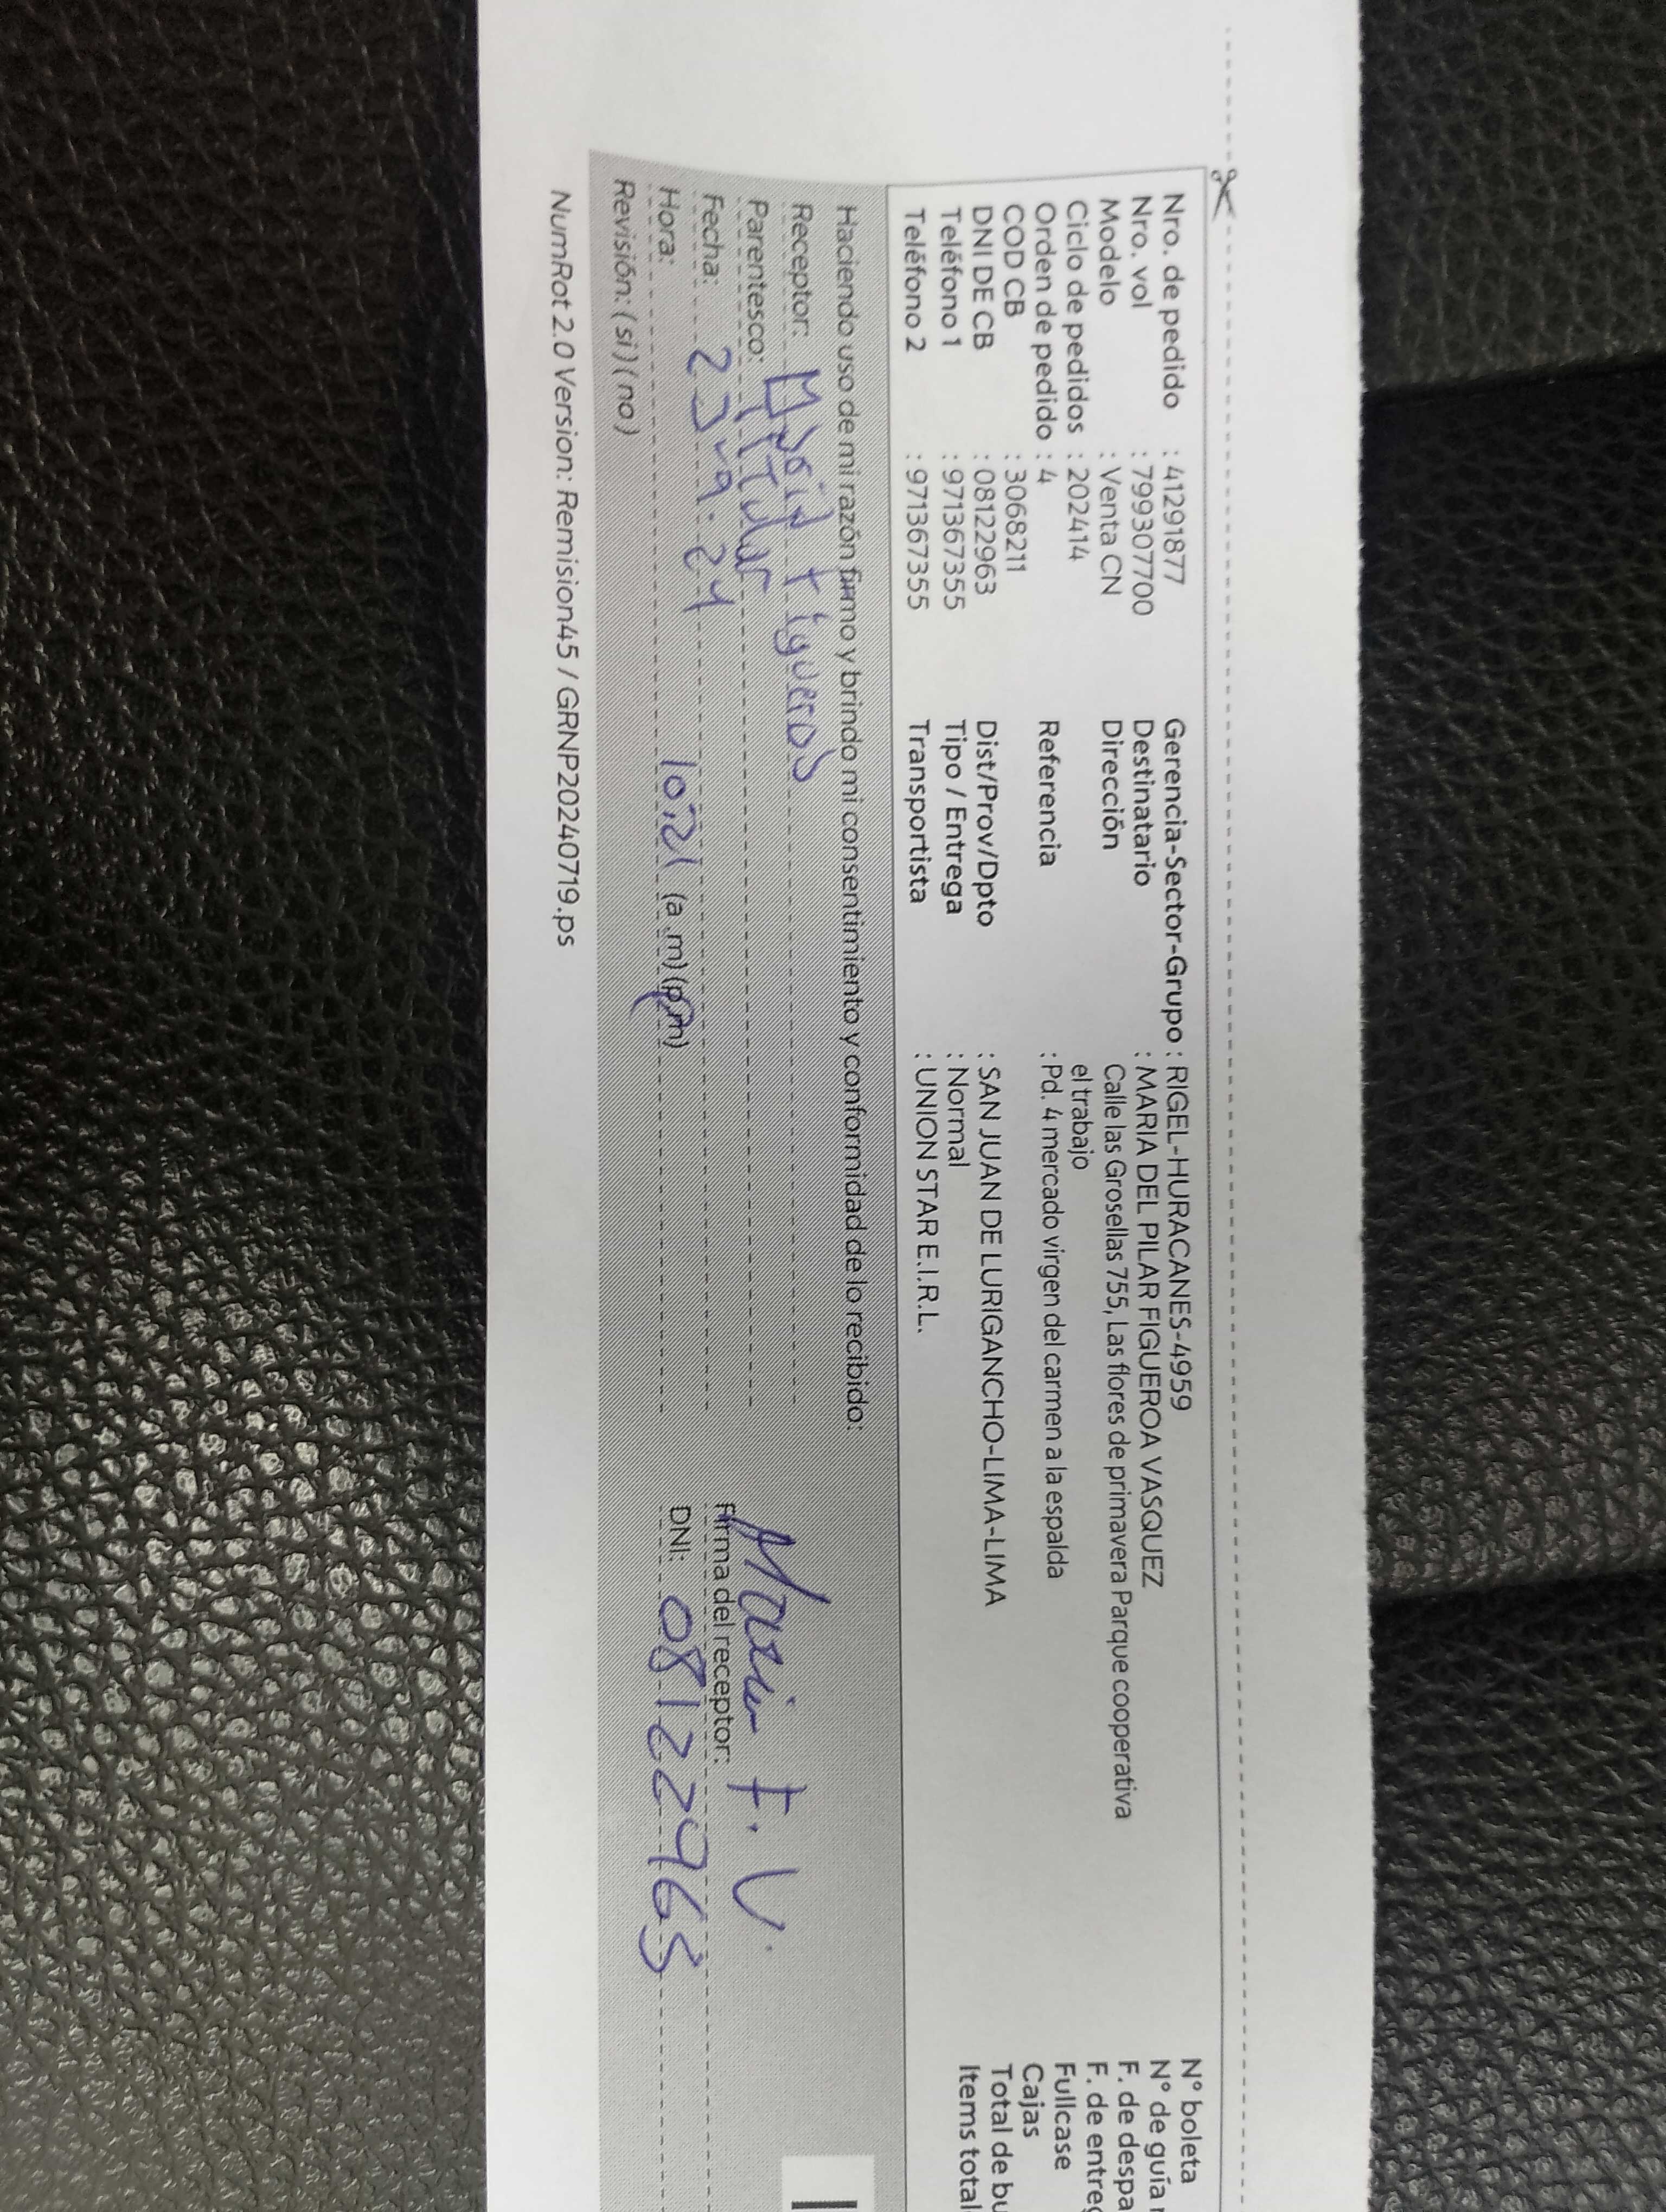 Nro. de pedido : 41291877
Nro. vol : 799307700
Modelo : Venta CN
Ciclo de pedidos : 202414
Orden de pedido : 4
COD CB : 3068211
DNI DE CB : 08122963
Teléfono 1 : 971367355
Teléfono 2 : 971367355
Gerencia-Sector-Grupo : RIGEL-HURACANES-4959
Destinatario : MARIA DEL PILAR FIGUEROA VASQUEZ
Dirección Calle las Grosellas 755, Las flores de primavera Parque cooperativa
el trabajo
Referencia : Pd. 4 mercado virgen del carmen a la espalda
Dist/Prov/Dpto : SAN JUAN DE LURIGANCHO-LIMA-LIMA
Tipo / Entrega : Normal
Transportista : UNION STAR E.I.R.L.
N° boleta
N° de guía
F. de despa
F. de entreg
Fullcase
Cajas
Total de bu
Items total
Haciendo uso de mi razón firmo y brindo mi consentimiento y conformidad de lo recibido:
Receptor: Figueroa
Parentesco: Titular
Fecha:
Hora: 10:21 (a.m) (p.m)
Revisión: ( si ) ( no )
Maria F. V.
Firma del receptor:
DNI: 08122963
NumRot 2.0 Version: Remision45 / GRNP20240719.ps